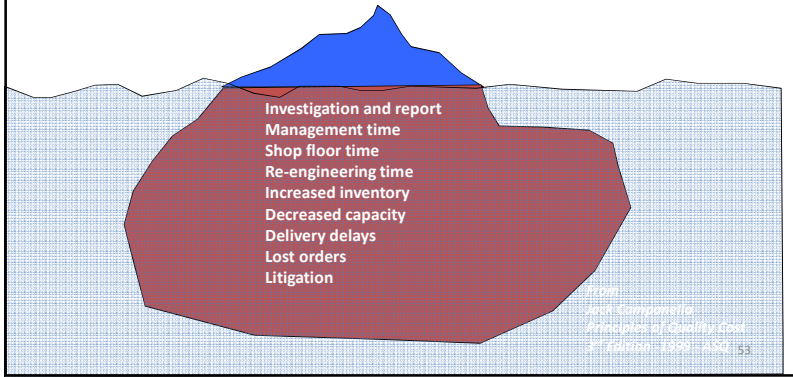 Investigation and report
Management time
Shop floor time
Re-engineering time
Increased inventory
Decreased capacity
Delivery delays
Lost orders
Litigation
From
Jack Campanella
Principles of Quality Cost
3rd Edition - 1999 - ASQ
53